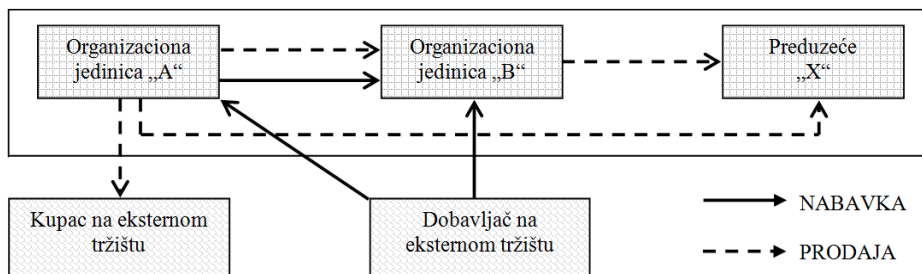 Organizaciona
jedinica „A“
Organizaciona
jedinica „B“
Preduzeće
„X“
Kupac na eksternom
tržištu
Dobavljač na
eksternom tržištu
NABAVKA
PRODAJA